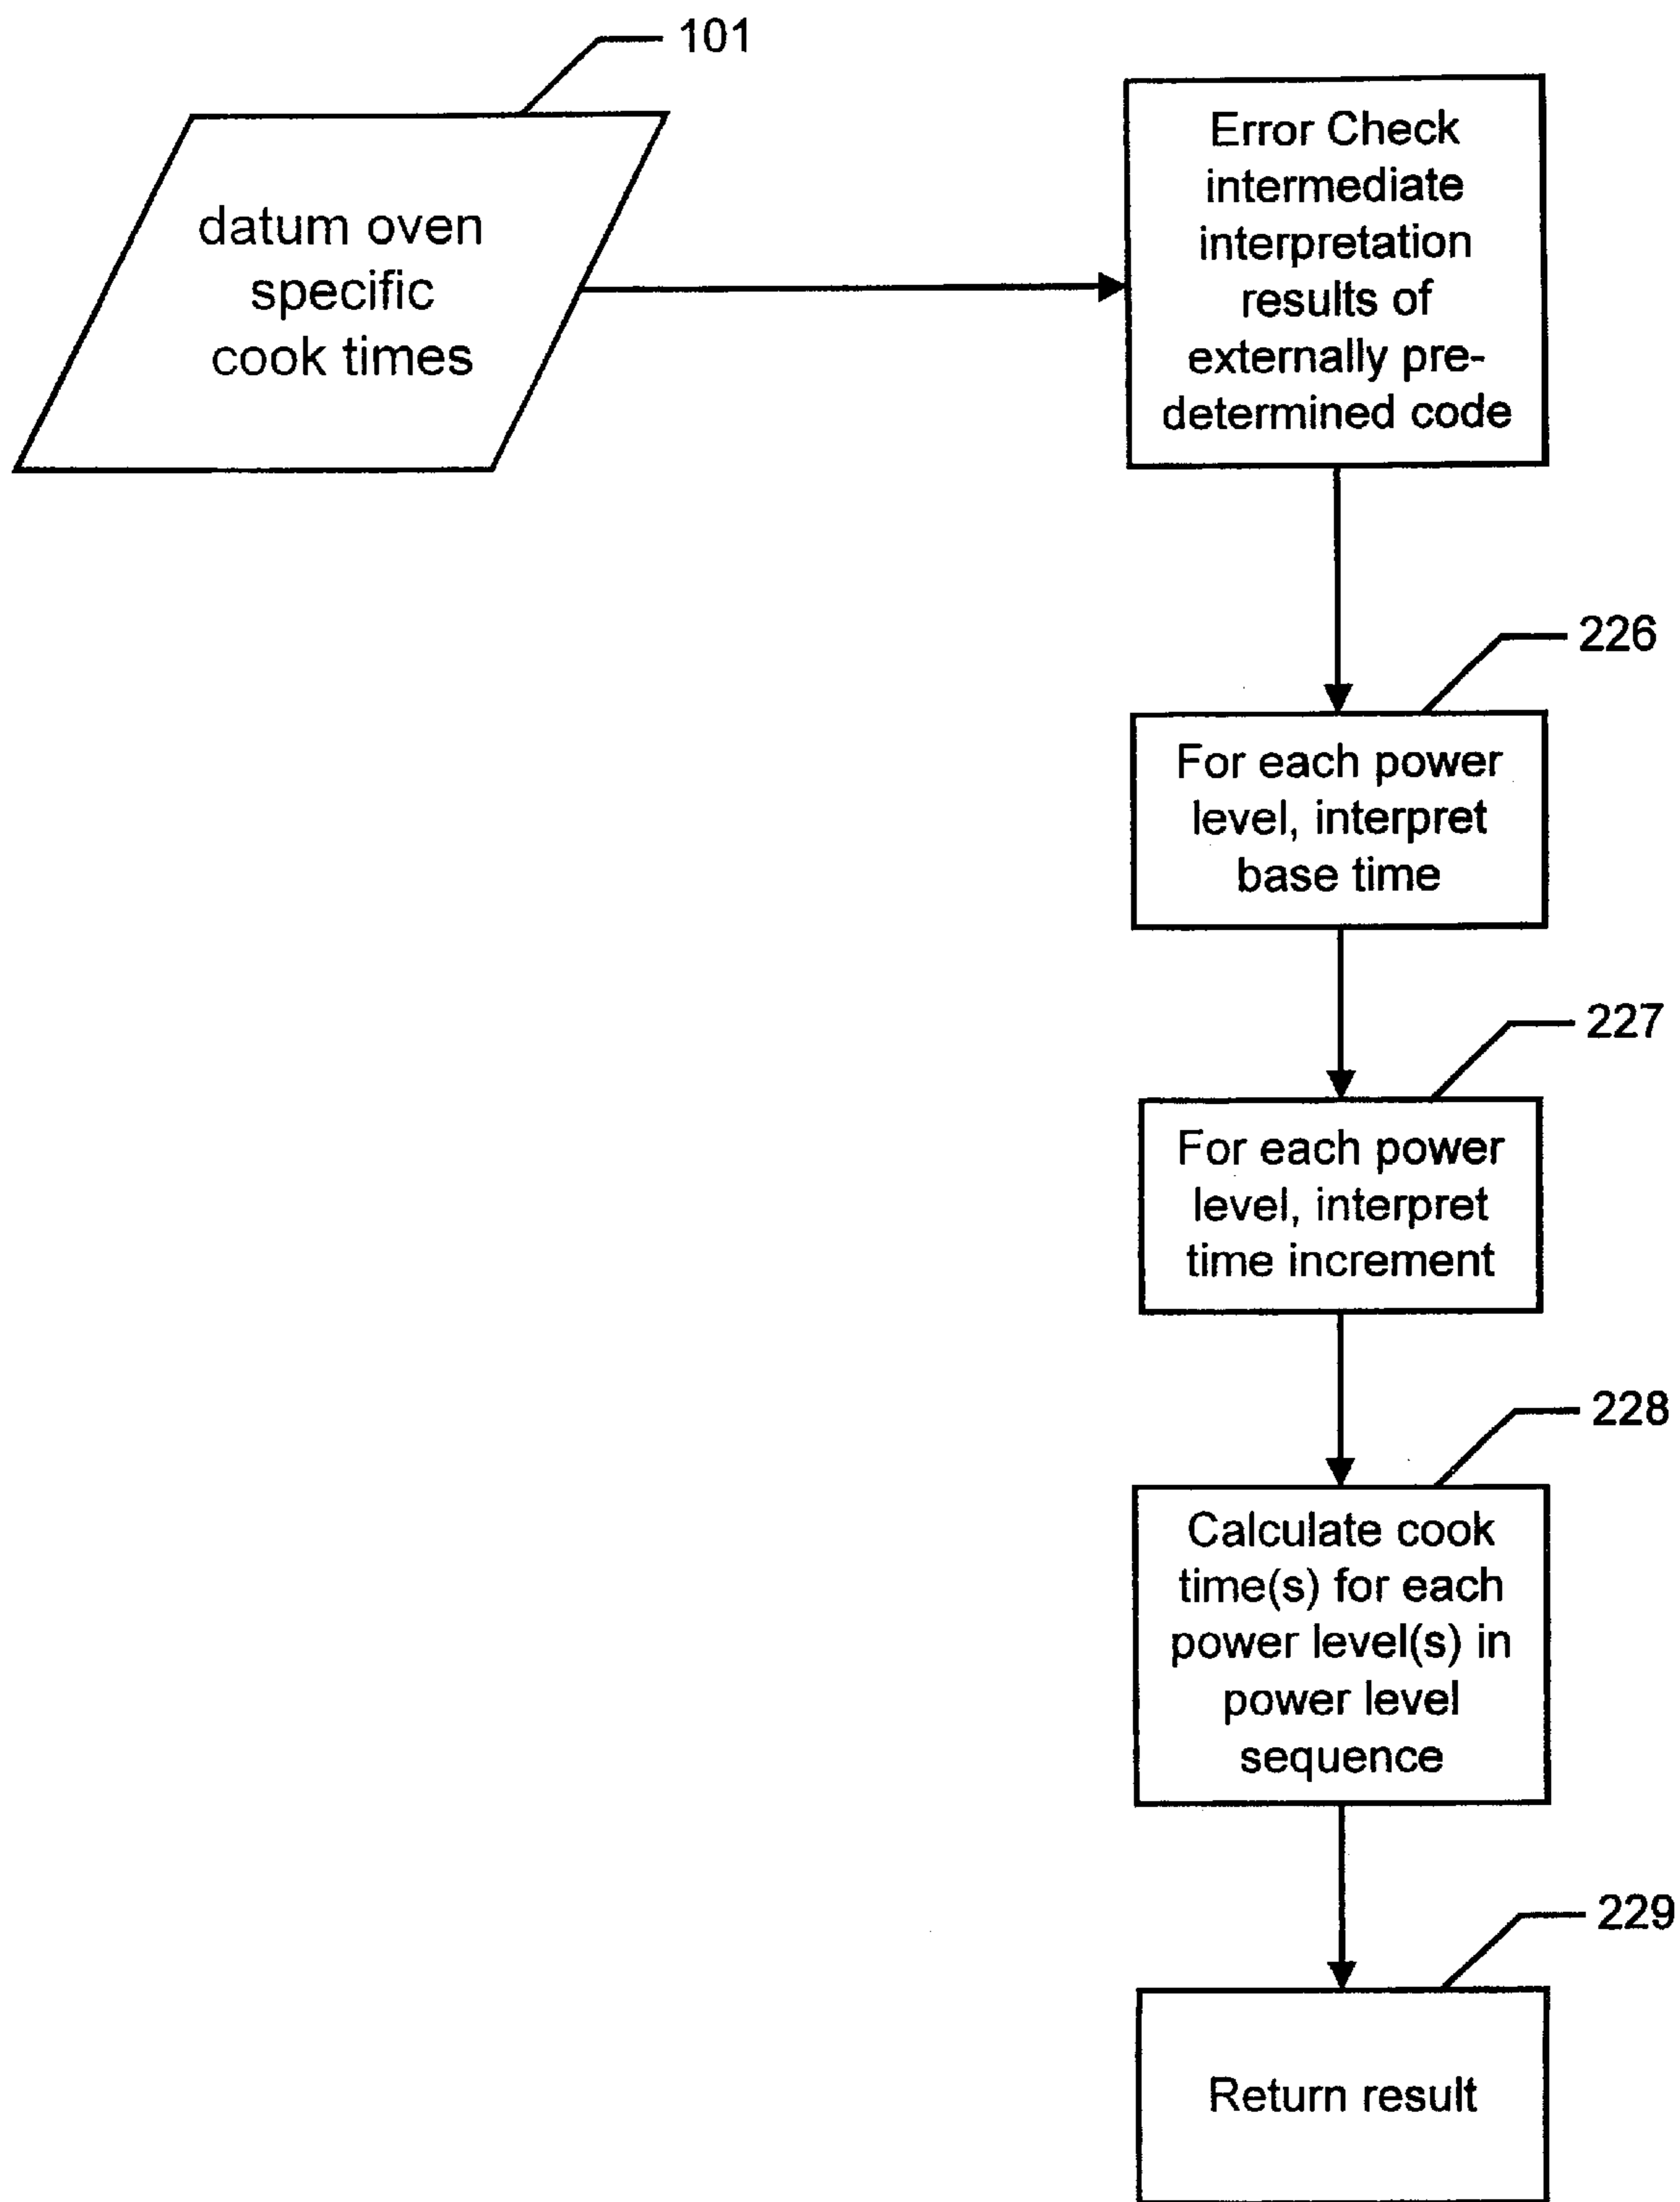 101
datum oven
specific
cook times
Error Check
intermediate
interpretation
results of
externally pre-
determined code
226
For each power
level, interpret
base time
227
For each power
level, interpret
time increment
228
Calculate cook
time(s) for each
power level(s) in
power level
sequence
229
Return result